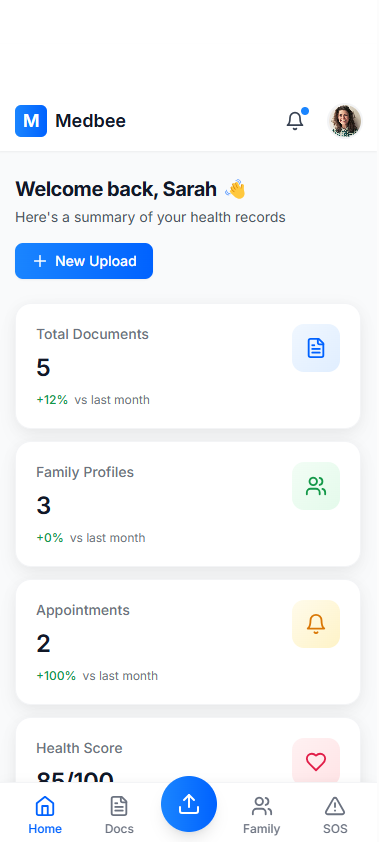 M Medbee
Welcome back, Sarah 👋
Here's a summary of your health records
+ New Upload
Total Documents
5
+12% vs last month
Family Profiles
3
+0% vs last month
Appointments
2
+100% vs last month
Health Score
85/100
Home Docs Family SOS